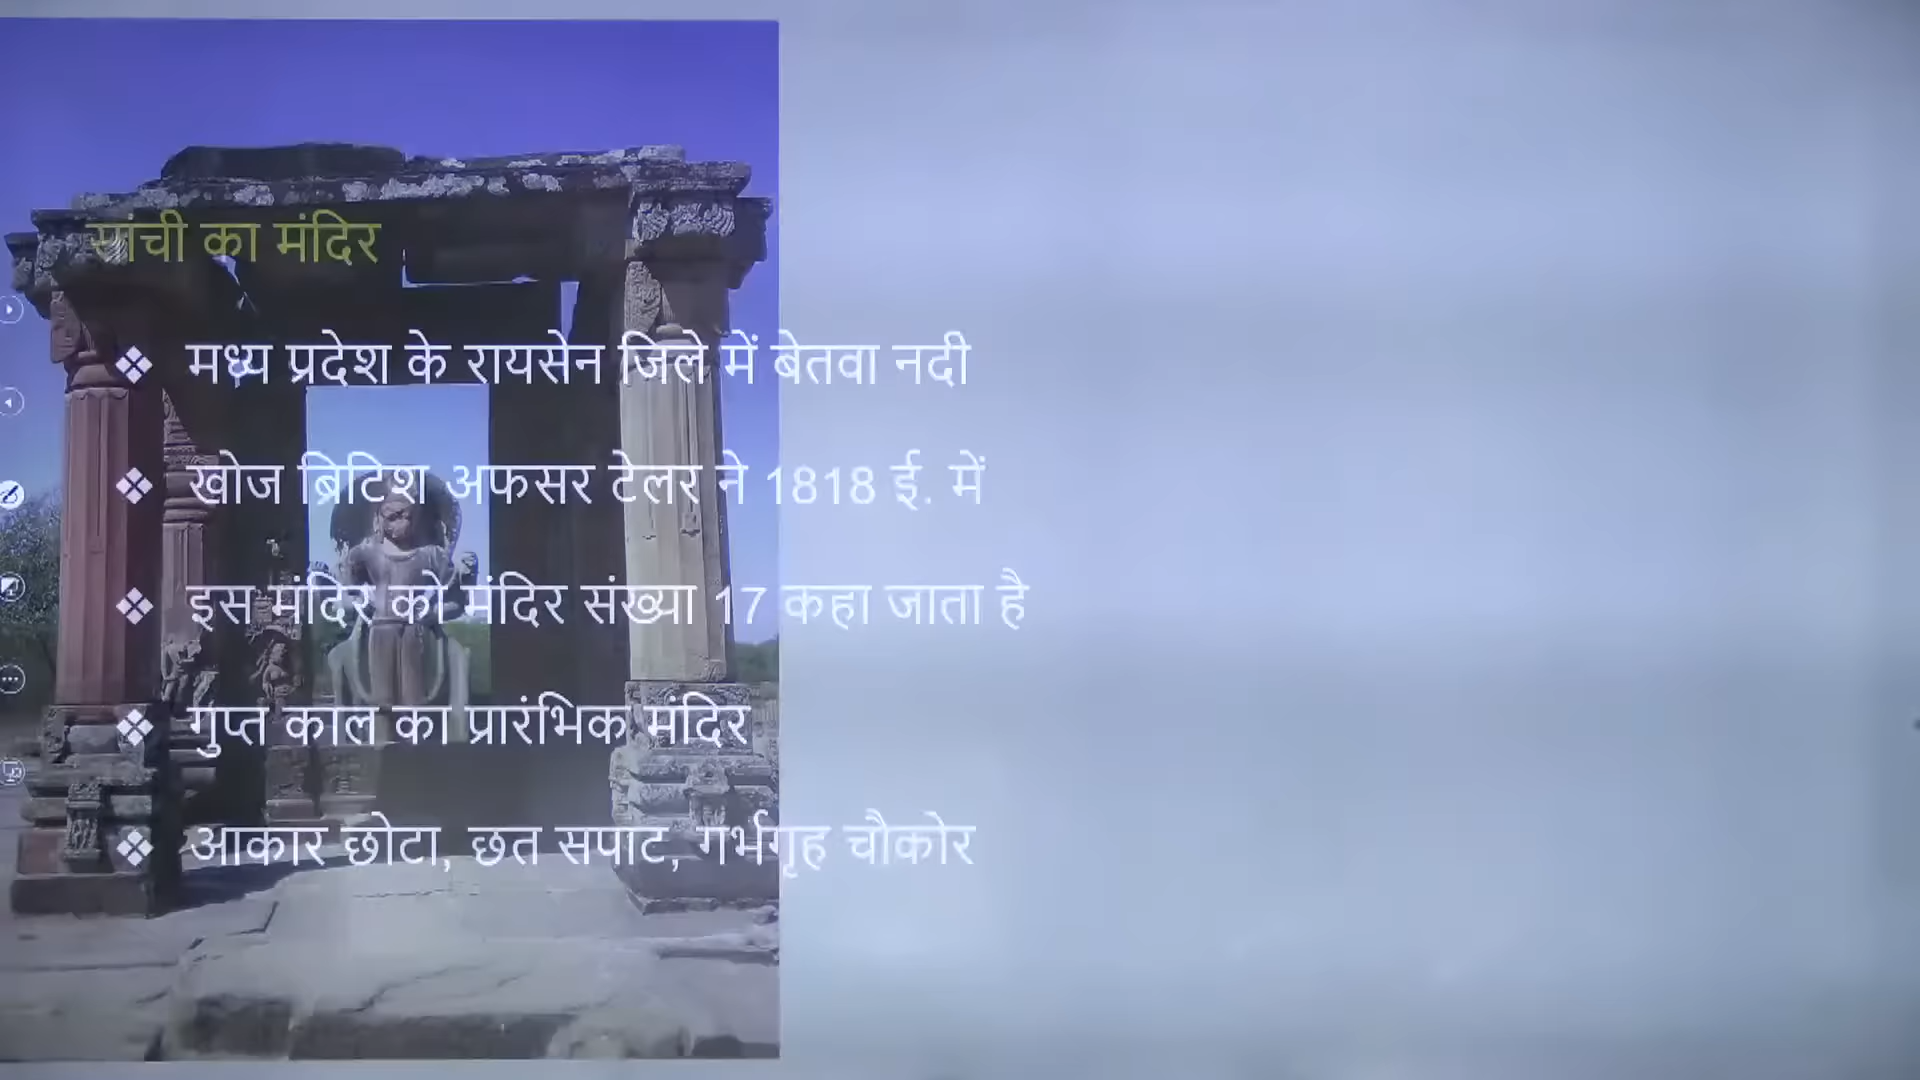 सांची का मंदिर
❖ मध्य प्रदेश के रायसेन जिले में बेतवा नदी
❖ खोज ब्रिटिश अफसर टेलर ने 1818 ई. में
❖ इस मंदिर को मंदिर संख्या 17 कहा जाता है
❖ गुप्त काल का प्रारंभिक मंदिर
❖ आकार छोटा, छत सपाट, गर्भगृह चौकोर